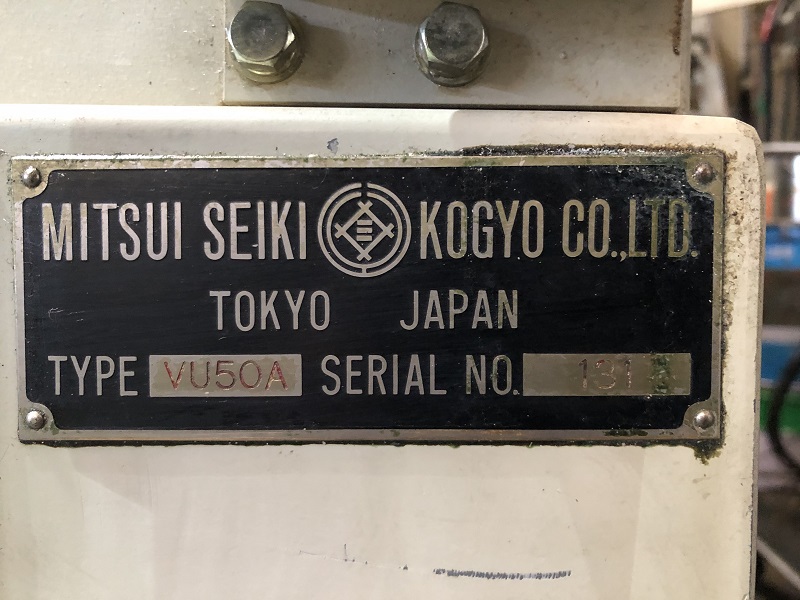 MITSUI SEIKI KOGYO CO.,LTD.
TOKYO JAPAN
TYPE VU50A SERIAL NO. 131